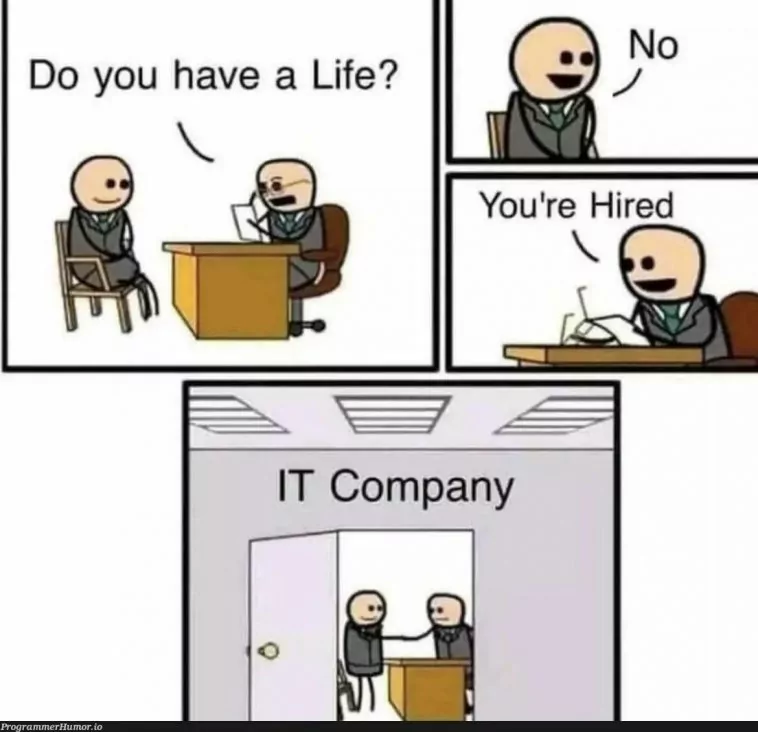 Do you have a Life?
No
You're Hired
IT Company
ProgrammerHumor.io